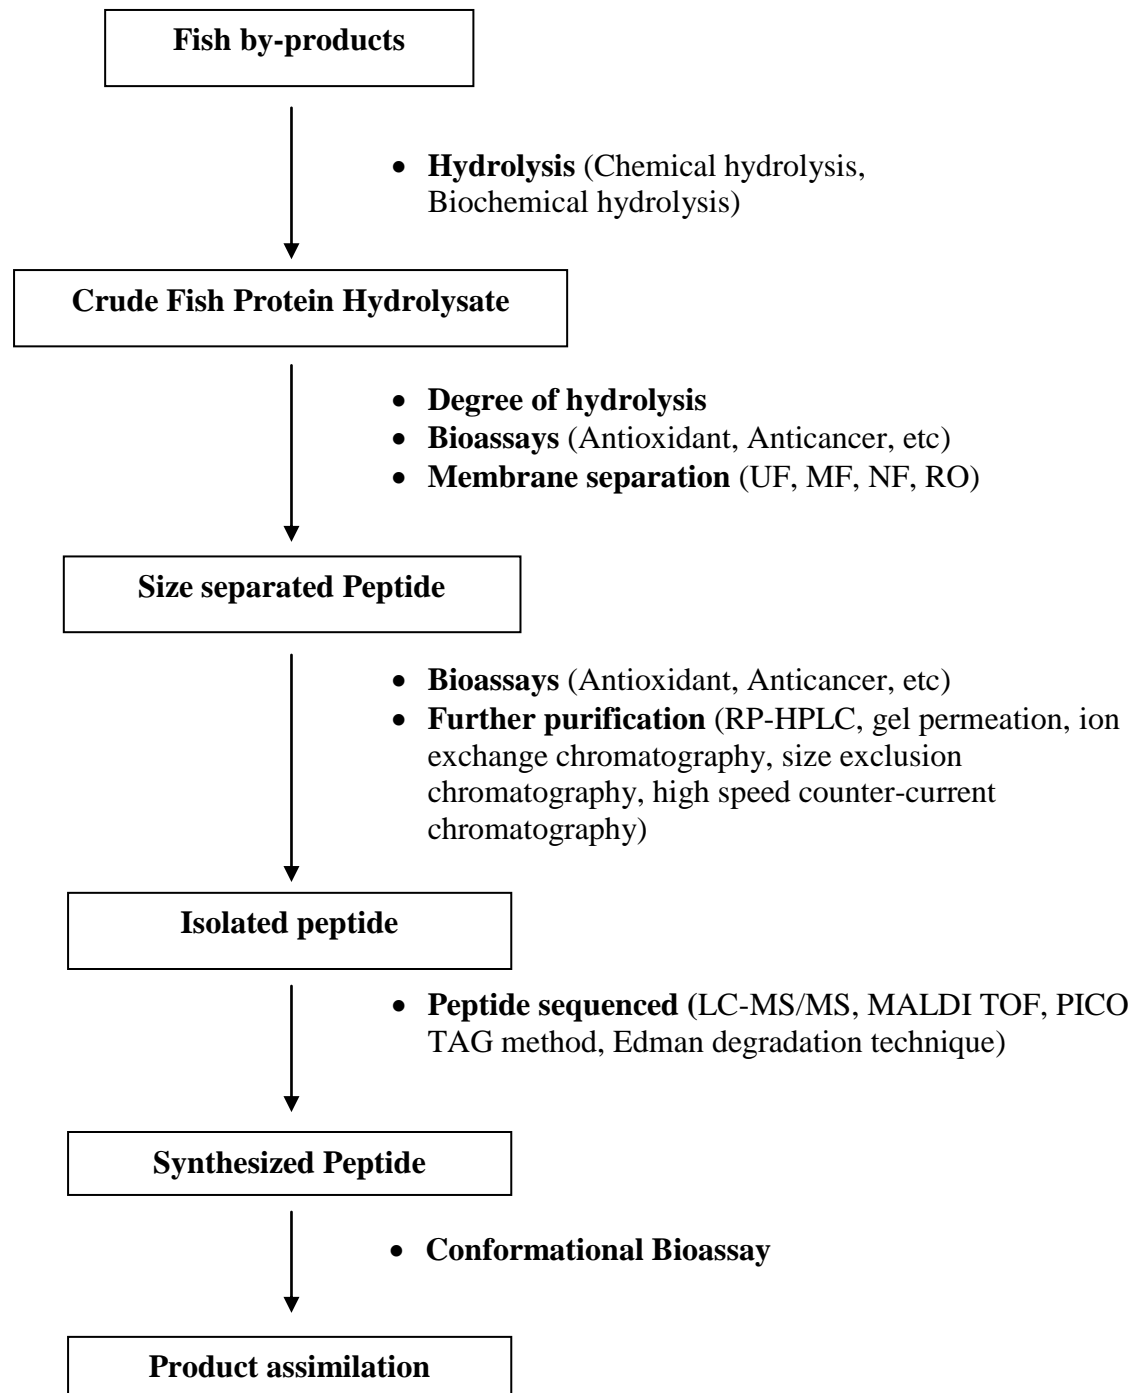 Fish by-products
• Hydrolysis (Chemical hydrolysis,
Biochemical hydrolysis)
Crude Fish Protein Hydrolysate
• Degree of hydrolysis
• Bioassays (Antioxidant, Anticancer, etc)
• Membrane separation (UF, MF, NF, RO)
Size separated Peptide
• Bioassays (Antioxidant, Anticancer, etc)
• Further purification (RP-HPLC, gel permeation, ion
exchange chromatography, size exclusion
chromatography, high speed counter-current
chromatography)
Isolated peptide
• Peptide sequenced (LC-MS/MS, MALDI TOF, PICO
TAG method, Edman degradation technique)
Synthesized Peptide
• Conformational Bioassay
Product assimilation